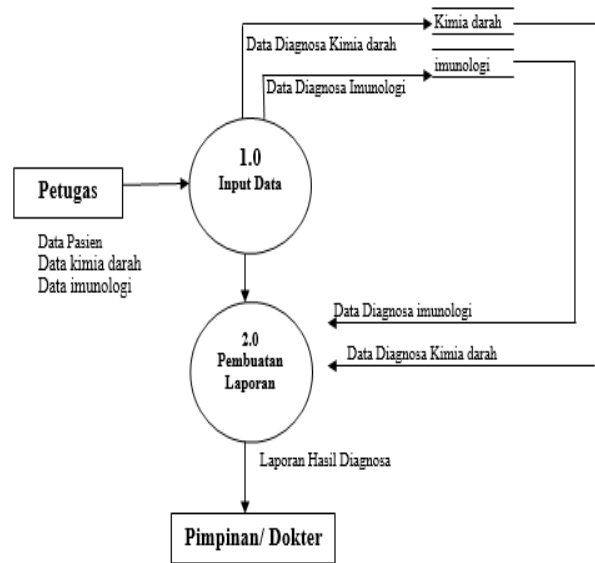 Kimia darah
Data Diagnosa Kimia darah
imunologi
Data Diagnosa Imunologi
1.0
Input Data
Petugas
Data Pasien
Data kimia darah
Data imunologi
Data Diagnosa imunologi
2.0
Pembuatan
Laporan
Data Diagnosa Kimia darah
Laporan Hasil Diagnosa
Pimpinan/ Dokter